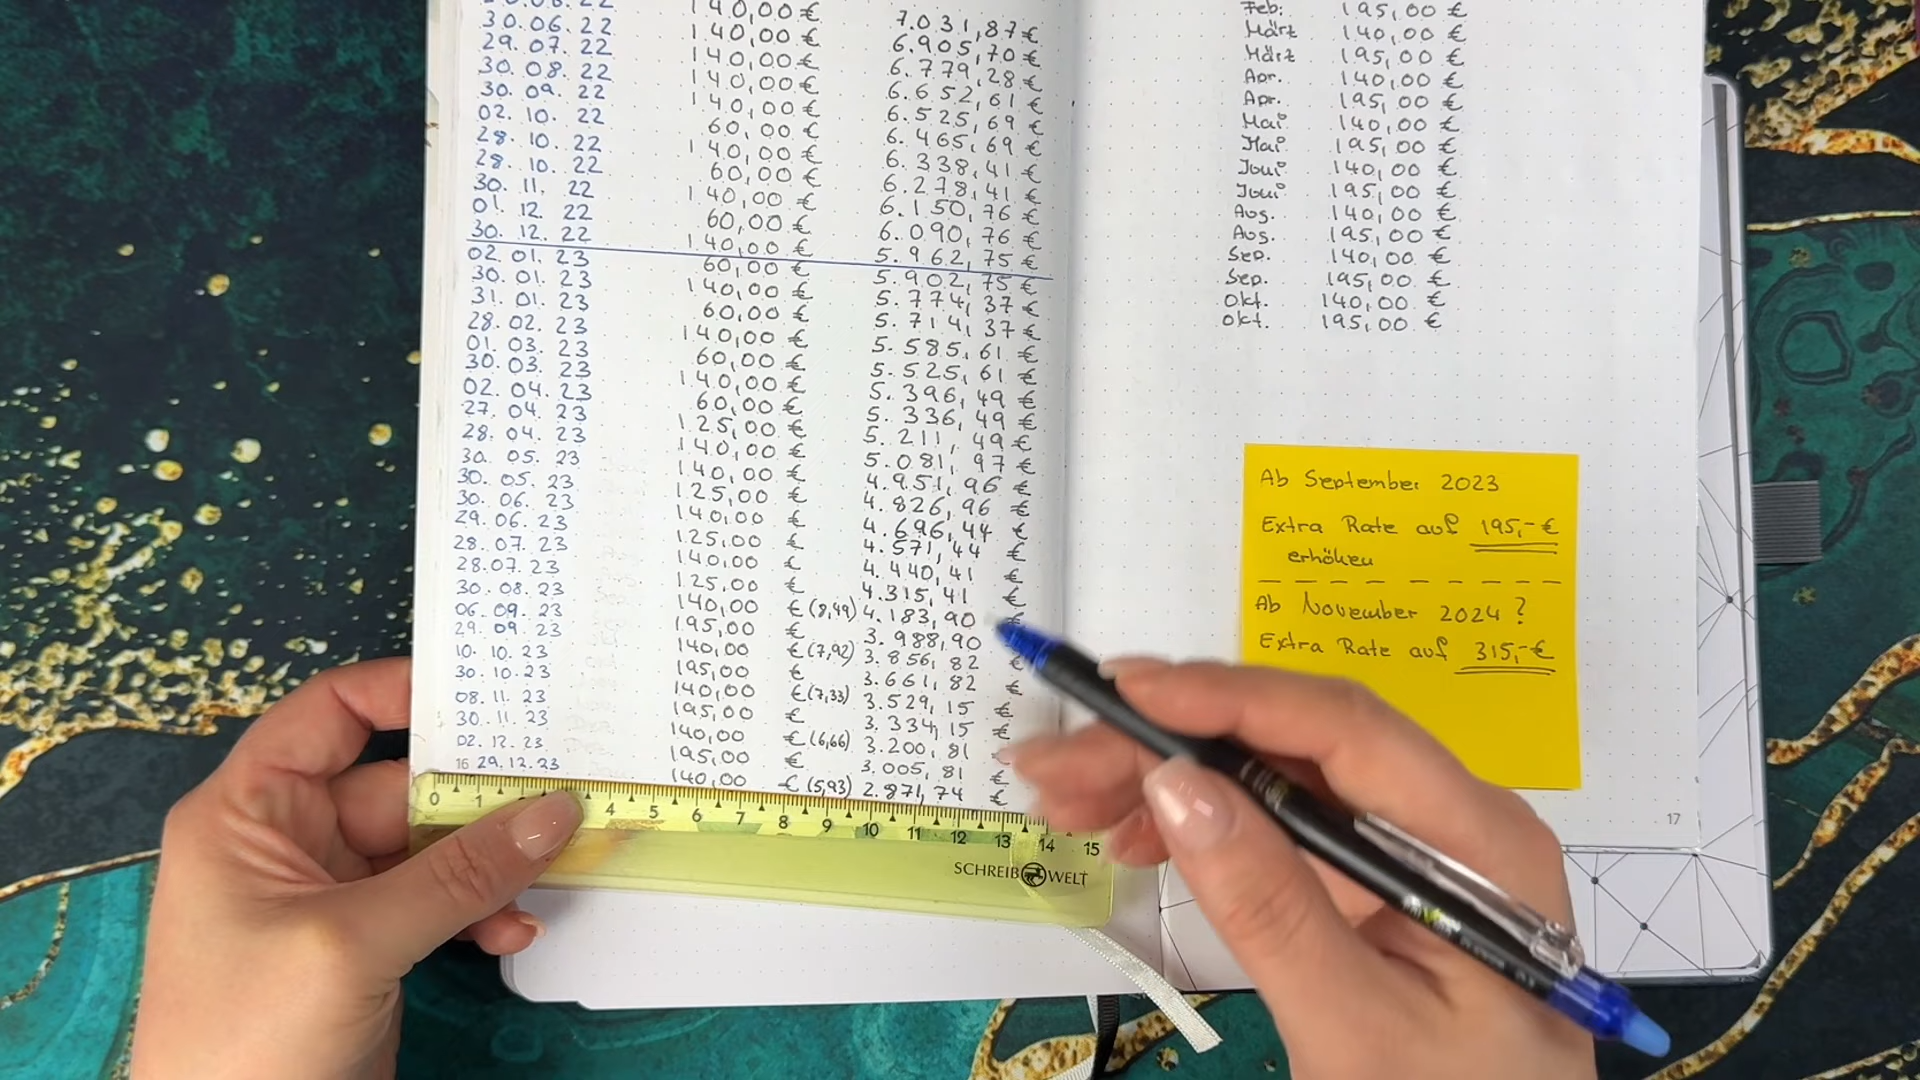 30.06.22 140,00 € 7.031,87 €
29.07.22 140,00 € 6.905,70 €
30.08.22 140,00 € 6.779,28 €
30.09.22 140,00 € 6.652,61 €
02.10.22 140,00 € 6.525,69 €
28.10.22 60,00 € 6.465,69 €
28.10.22 140,00 € 6.338,41 €
30.11.22 60,00 € 6.278,41 €
01.12.22 140,00 € 6.150,76 €
30.12.22 60,00 € 6.090,76 €
140,00 € 5.962,75 €
02.01.23 60,00 € 5.902,75 €
30.01.23 140,00 € 5.774,37 €
31.01.23 60,00 € 5.714,37 €
28.02.23 140,00 € 5.585,61 €
01.03.23 60,00 € 5.525,61 €
30.03.23 140,00 € 5.396,49 €
02.04.23 60,00 € 5.336,49 €
27.04.23 125,00 € 5.211,49 €
28.04.23 140,00 € 5.081,97 €
30.05.23 140,00 € 4.951,96 €
30.05.23 125,00 € 4.826,96 €
30.06.23 140,00 € 4.696,44 €
29.06.23 125,00 € 4.571,44 €
28.07.23 140,00 € 4.440,41 €
28.07.23 125,00 € 4.315,41 €
30.08.23 140,00 € (8,49) 4.183,90 €
06.09.23 195,00 € 3.988,90
29.09.23 140,00 € (7,92) 3.856,82 €
10.10.23 195,00 € 3.661,82 €
30.10.23 140,00 € (7,33) 3.529,15 €
08.11.23 195,00 € 3.334,15 €
30.11.23 140,00 € (6,66) 3.200,81 €
02.12.23 195,00 € 3.005,81 €
29.12.23 140,00 € (5,93) 2.871,74 €
16
0 1 4 5 6 7 8 9 10 11 12 13 14 15
SCHREIB WELT
Feb. 195,00 €
März 140,00 €
März 195,00 €
Apr. 140,00 €
Apr. 195,00 €
Mai 140,00 €
Mai 195,00 €
Juni 140,00 €
Juni 195,00 €
Aug. 140,00 €
Aug. 195,00 €
Sep. 140,00 €
Sep. 195,00 €
Okt. 140,00 €
Okt. 195,00 €
Ab September 2023
Extra Rate auf 195,- €
erhöhen
Ab November 2024?
Extra Rate auf 315,- €
17